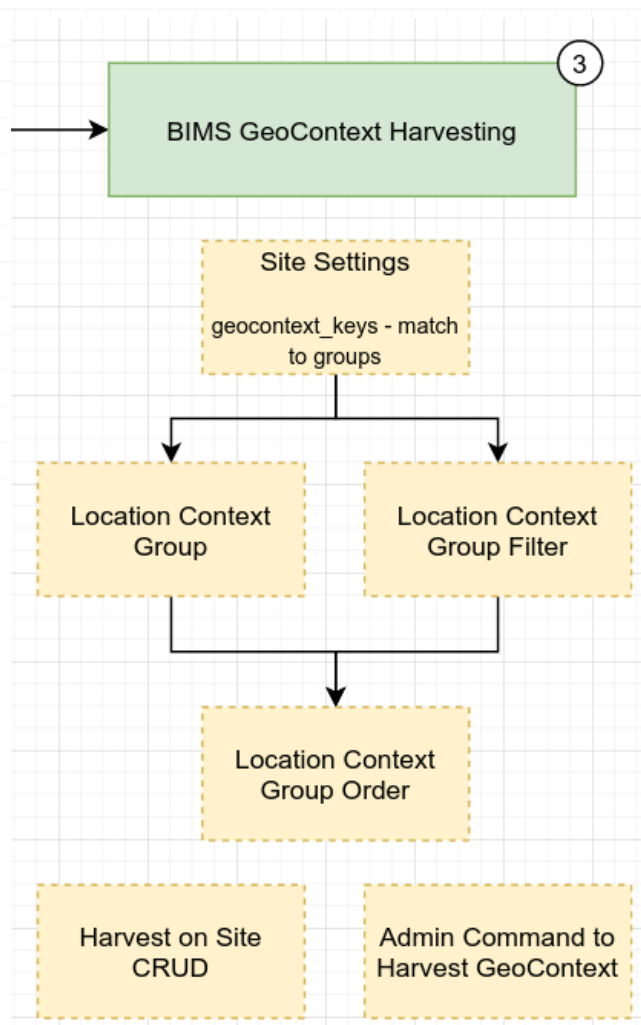 3
BIMS GeoContext Harvesting
Site Settings
geocontext_keys - match
to groups
Location Context
Group
Location Context
Group Filter
Location Context
Group Order
Harvest on Site
CRUD
Admin Command to
Harvest GeoContext